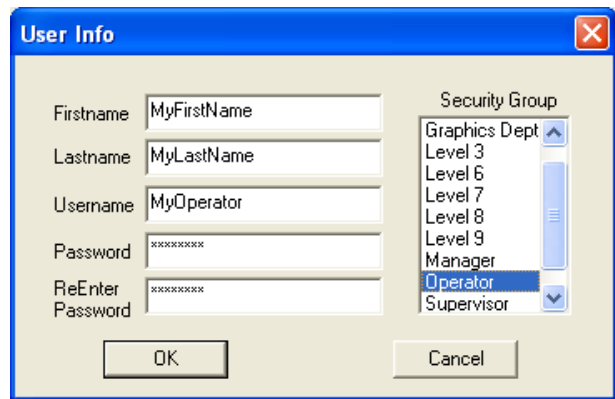 User Info
Firstname
MyFirstName
Lastname
MyLastName
Username
MyOperator
Password
********
ReEnter
Password
********
Security Group
Graphics Dept
Level 3
Level 6
Level 7
Level 8
Level 9
Manager
Operator
Supervisor
OK
Cancel